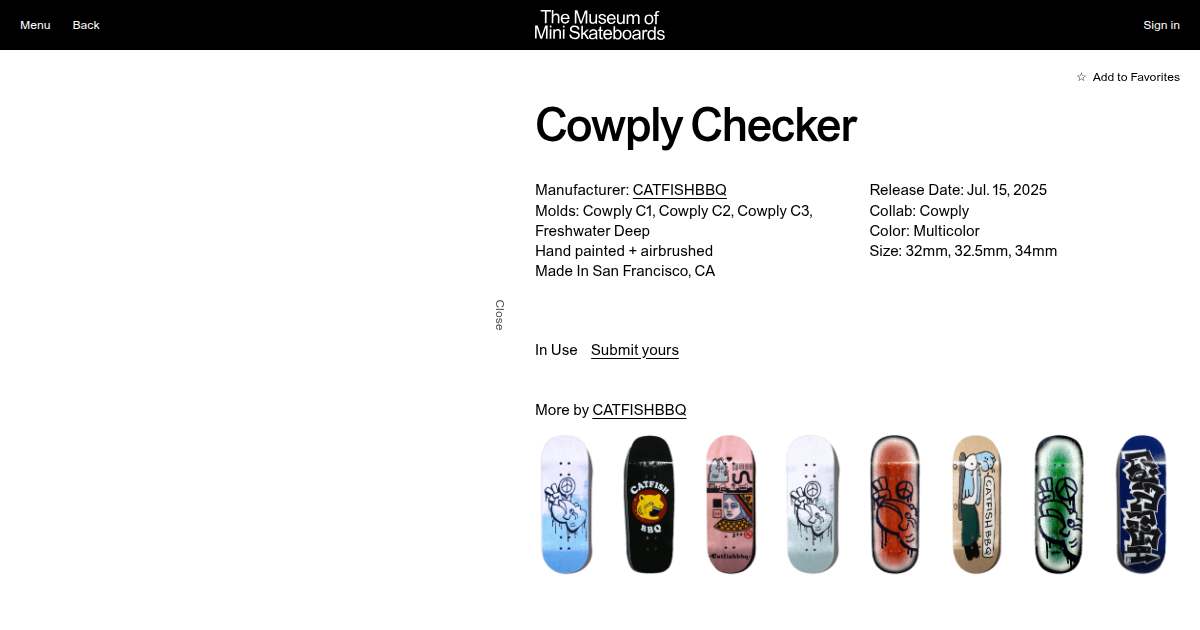 Menu
Back
The Museum of
Mini Skateboards
Sign in
☆ Add to Favorites
Cowply Checker
Manufacturer: CATFISHBBQ
Molds: Cowply C1, Cowply C2, Cowply C3,
Freshwater Deep
Hand painted + airbrushed
Made In San Francisco, CA
Release Date: Jul. 15, 2025
Collab: Cowply
Color: Multicolor
Size: 32mm, 32.5mm, 34mm
Close
In Use
Submit yours
More by CATFISHBBQ
CATFISH
BBQ
Catfishbbq
CATFISH BBQ